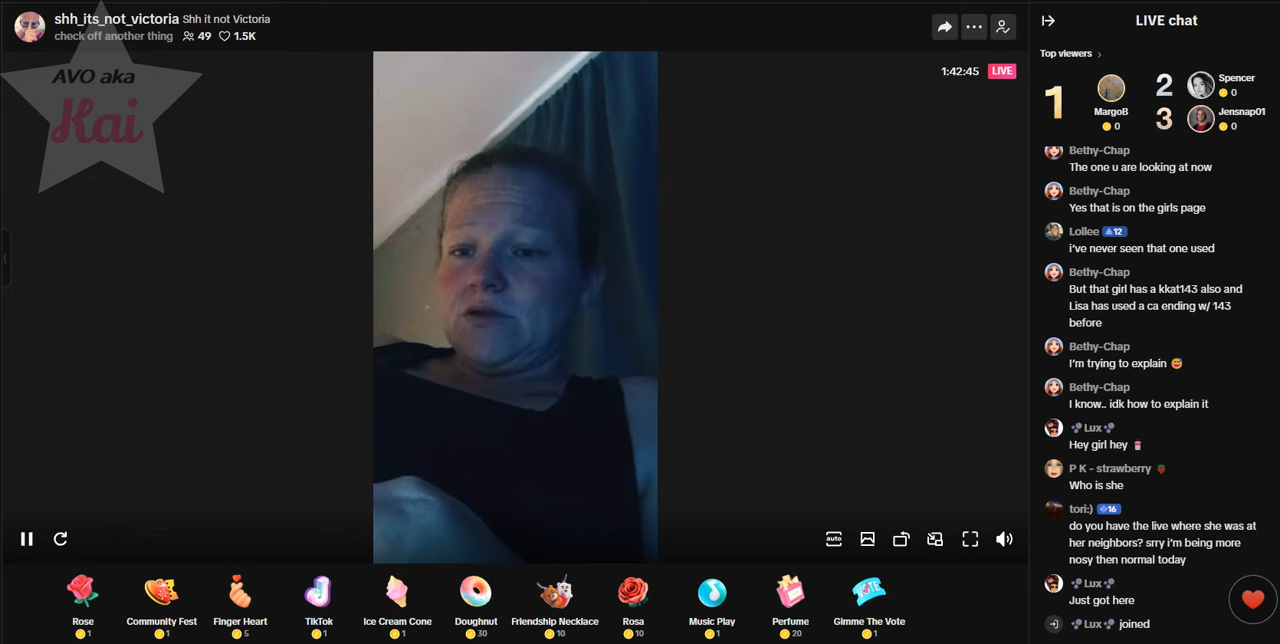 shh_its_not_victoria Shh it not Victoria
check off another thing 49 1.5K
AVO aka
Kai
1:42:45 LIVE
LIVE chat
Top viewers
1
MargoB
0
2
Spencer
0
3
Jensnap01
0
Bethy-Chap
The one u are looking at now
Bethy-Chap
Yes that is on the girls page
Lollee 12
i've never seen that one used
Bethy-Chap
But that girl has a kkat143 also and
Lisa has used a ca ending w/ 143
before
Bethy-Chap
I'm trying to explain 😅
Bethy-Chap
I know.. idk how to explain it
Lux
Hey girl hey
P K - strawberry 🍓
Who is she
tori:) 16
do you have the live where she was at
her neighbors? srry i'm being more
nosy then normal today
Lux
Just got here
Lux joined
auto
Rose
1
Community Fest
1
Finger Heart
5
TikTok
1
Ice Cream Cone
1
Doughnut
30
Friendship Necklace
10
Rosa
10
Music Play
1
Perfume
20
GImme The Vote
1
VOTE